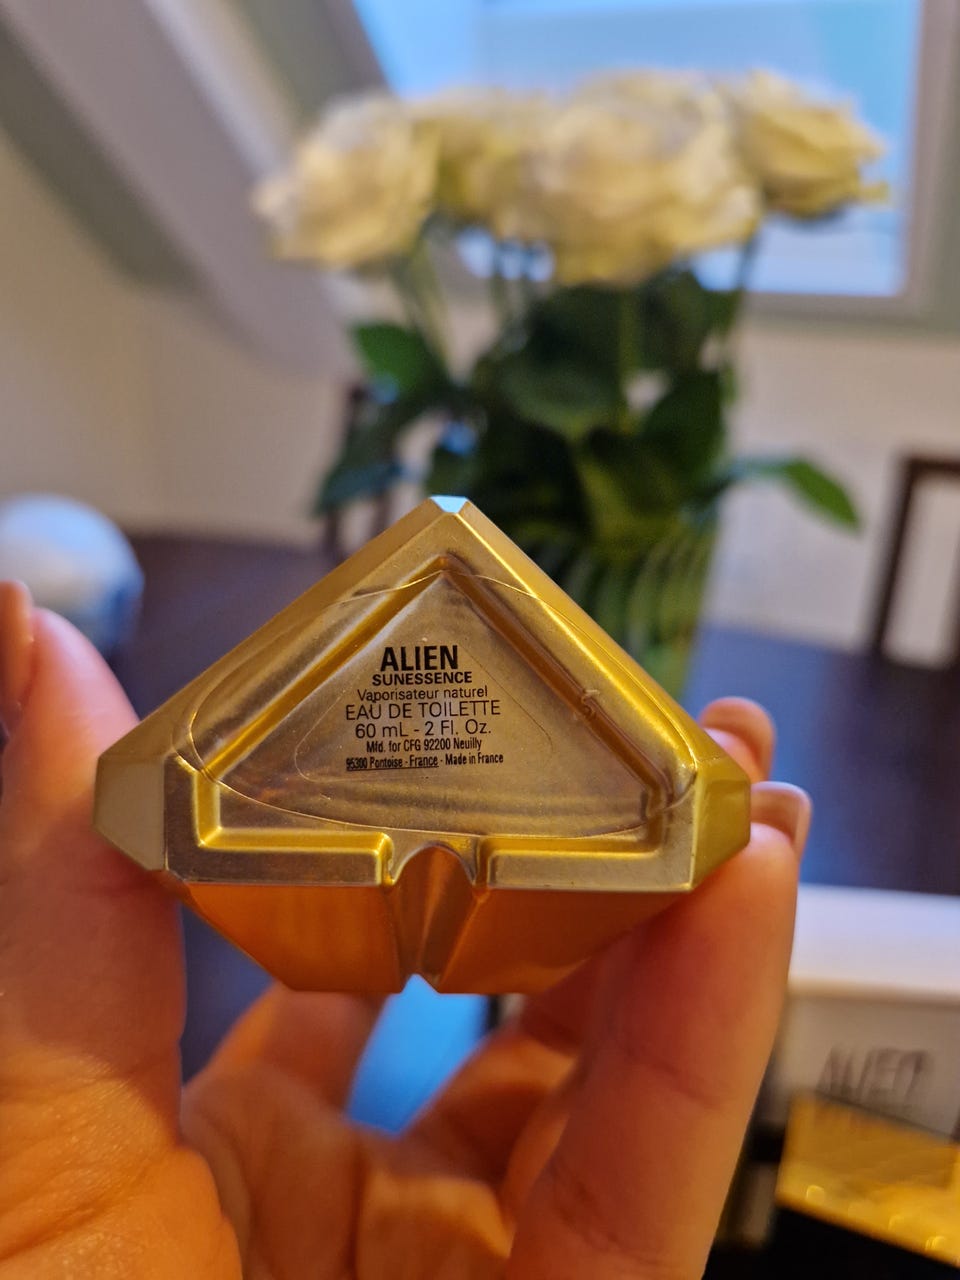 ALIEN
SUNESSENCE
Vaporisateur naturel
EAU DE TOILETTE
60 mL - 2 Fl. Oz.
Mfd. for CFG 92200 Neuilly
95300 Pontoise - France - Made in France
ALIEN